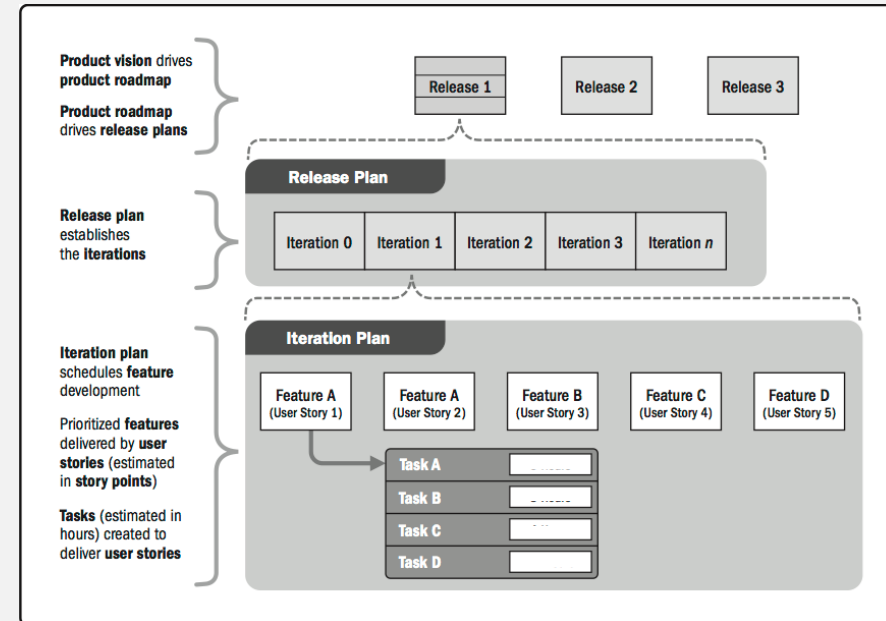 Product vision drives
product roadmap
Product roadmap
drives release plans
Release 1
Release 2
Release 3
Release Plan
Release plan
establishes
the iterations
Iteration 0
Iteration 1
Iteration 2
Iteration 3
Iteration n
Iteration Plan
Iteration plan
schedules feature
development
Prioritized features
delivered by user
stories (estimated
in story points)
Tasks (estimated in
hours) created to
deliver user stories
Feature A
(User Story 1)
Feature A
(User Story 2)
Feature B
(User Story 3)
Feature C
(User Story 4)
Feature D
(User Story 5)
Task A
Task B
Task C
Task D